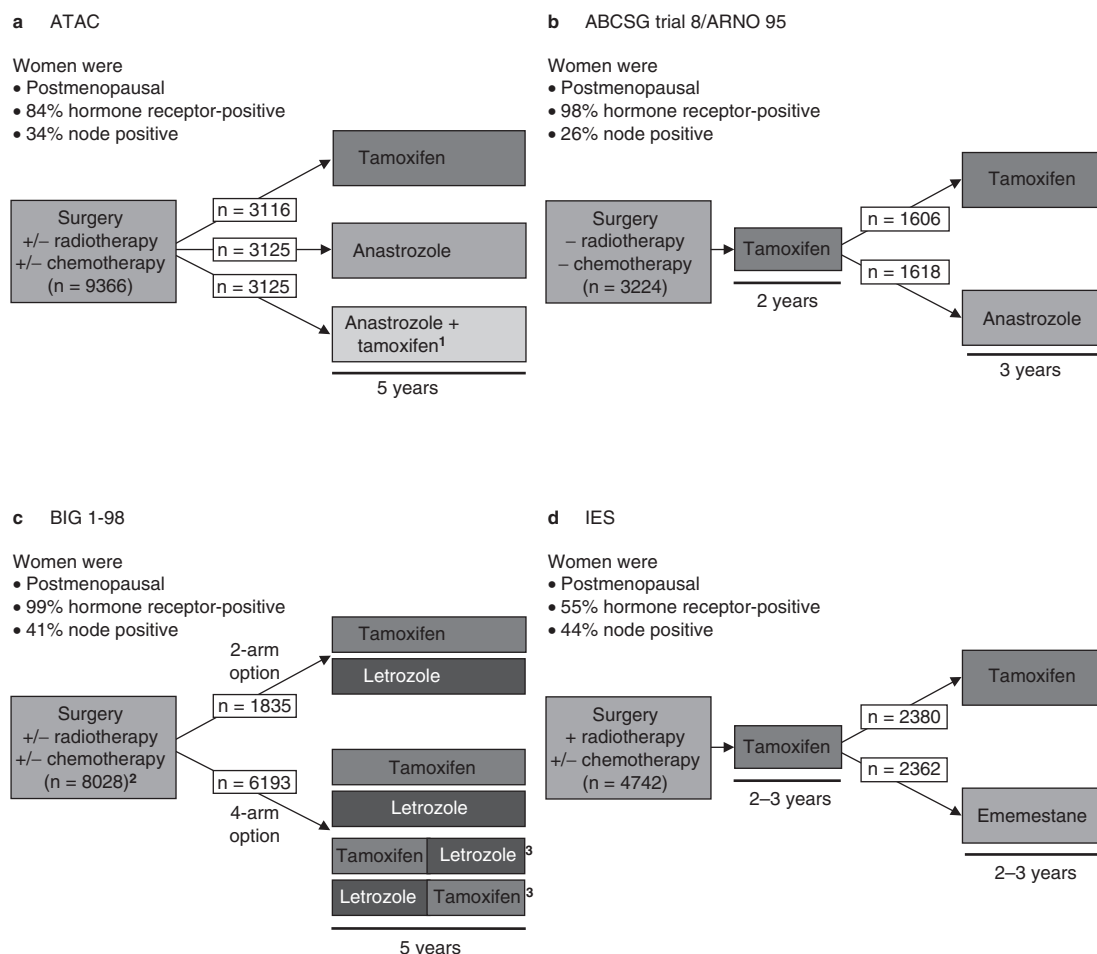 a ATAC
Women were
• Postmenopausal
• 84% hormone receptor-positive
• 34% node positive
Surgery
+/− radiotherapy
+/− chemotherapy
(n = 9366)
n = 3116
n = 3125
n = 3125
Tamoxifen
Anastrozole
Anastrozole +
tamoxifen¹
5 years
b ABCSG trial 8/ARNO 95
Women were
• Postmenopausal
• 98% hormone receptor-positive
• 26% node positive
Surgery
− radiotherapy
− chemotherapy
(n = 3224)
Tamoxifen
2 years
n = 1606
n = 1618
Tamoxifen
Anastrozole
3 years
c BIG 1-98
Women were
• Postmenopausal
• 99% hormone receptor-positive
• 41% node positive
Surgery
+/− radiotherapy
+/− chemotherapy
(n = 8028)²
2-arm
option
n = 1835
n = 6193
4-arm
option
Tamoxifen
Letrozole
Tamoxifen
Letrozole
Tamoxifen Letrozole ³
Letrozole Tamoxifen ³
5 years
d IES
Women were
• Postmenopausal
• 55% hormone receptor-positive
• 44% node positive
Surgery
+ radiotherapy
+/− chemotherapy
(n = 4742)
Tamoxifen
2–3 years
n = 2380
n = 2362
Tamoxifen
Ememestane
2–3 years